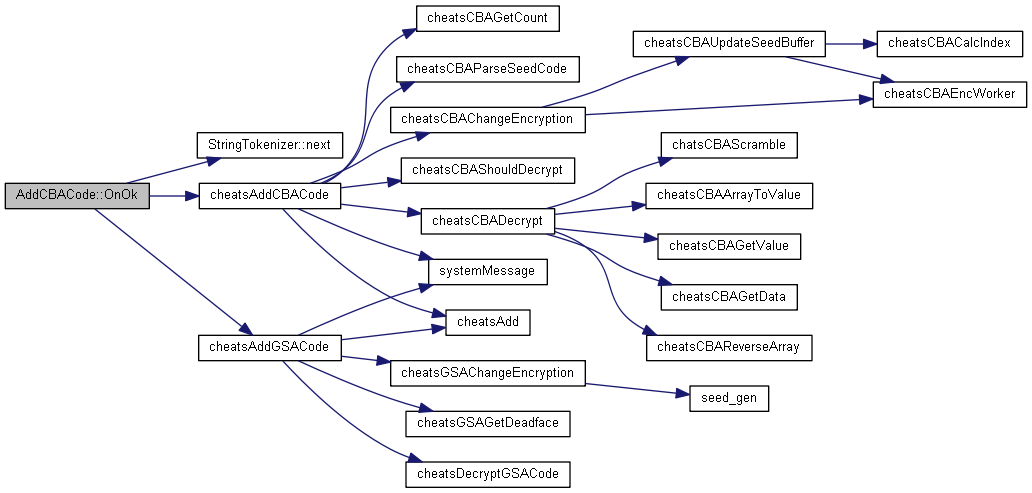 AddCBACode::OnOk
StringTokenizer::next
cheatsAddCBACode
cheatsAddGSACode
cheatsCBAGetCount
cheatsCBAParseSeedCode
cheatsCBAChangeEncryption
cheatsCBAShouldDecrypt
cheatsCBADecrypt
systemMessage
cheatsAdd
cheatsGSAChangeEncryption
cheatsGSAGetDeadface
cheatsDecryptGSACode
cheatsCBAUpdateSeedBuffer
chatsCBAScramble
cheatsCBAArrayToValue
cheatsCBAGetValue
cheatsCBAGetData
cheatsCBAReverseArray
seed_gen
cheatsCBACalcIndex
cheatsCBAEncWorker